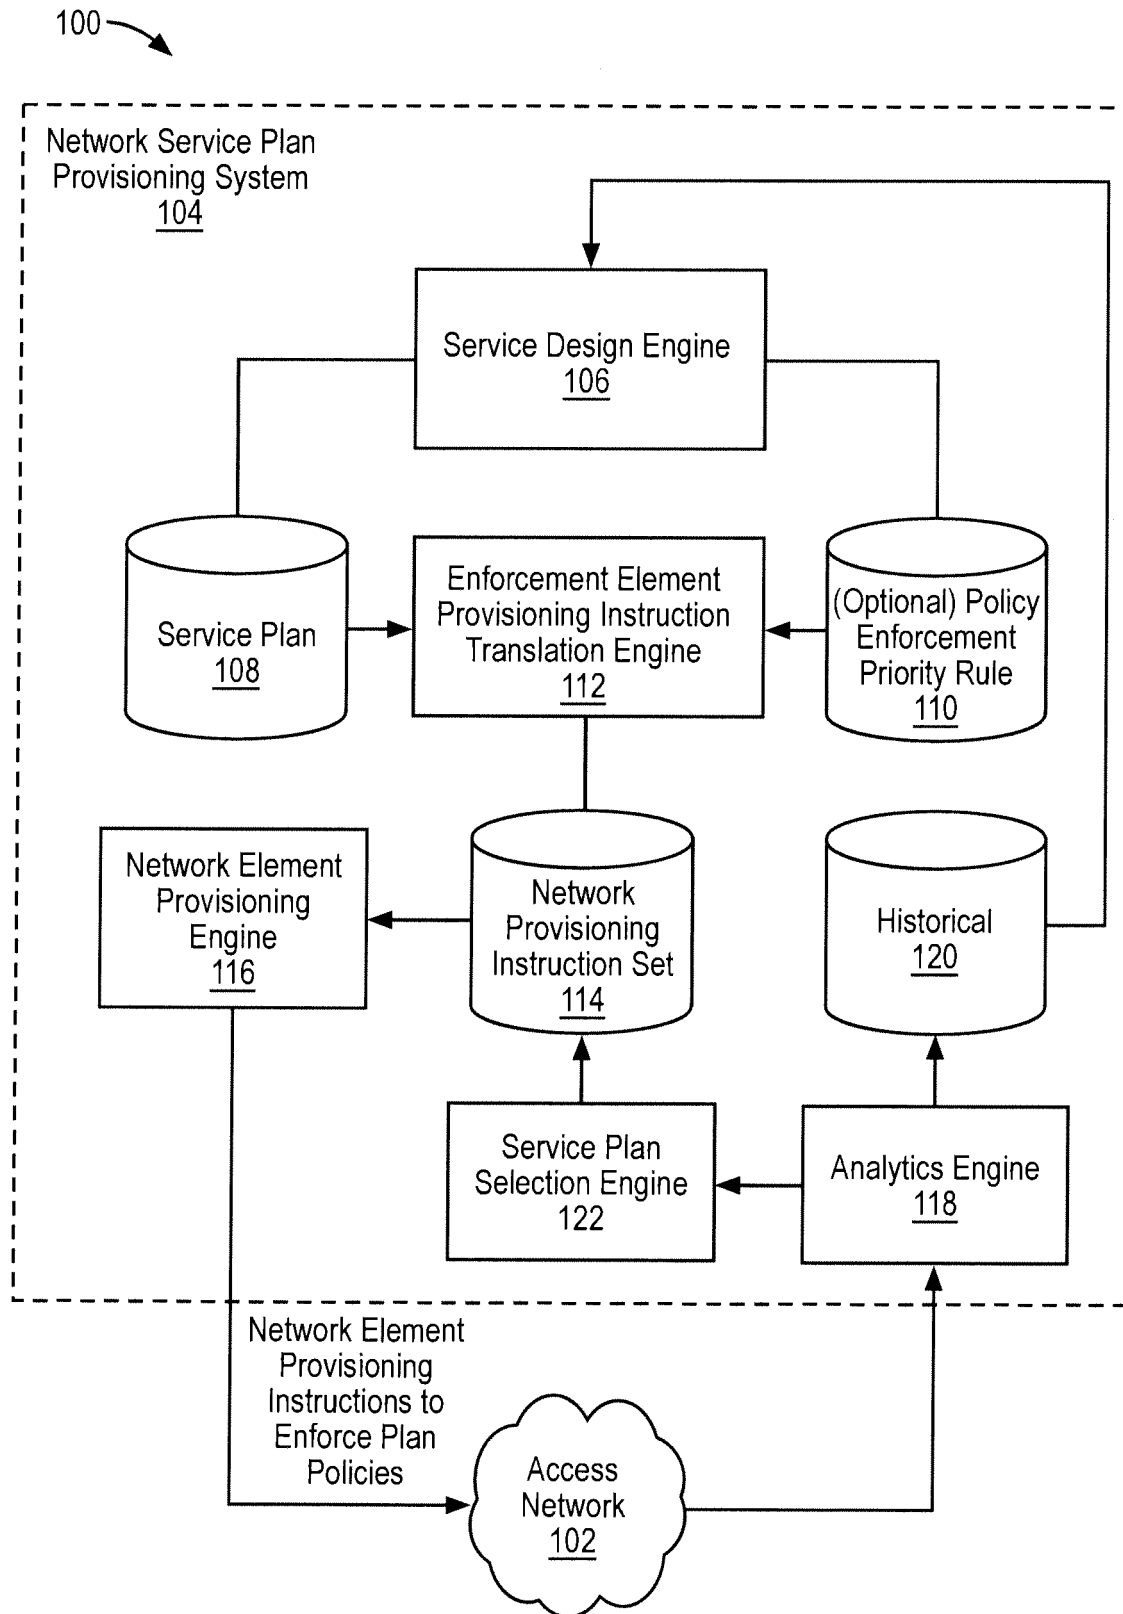 100
Network Service Plan
Provisioning System
104
Service Design Engine
106
Service Plan
108
Enforcement Element
Provisioning Instruction
Translation Engine
112
(Optional) Policy
Enforcement
Priority Rule
110
Network Element
Provisioning
Engine
116
Network
Provisioning
Instruction Set
114
Historical
120
Service Plan
Selection Engine
122
Analytics Engine
118
Network Element
Provisioning
Instructions to
Enforce Plan
Policies
Access
Network
102